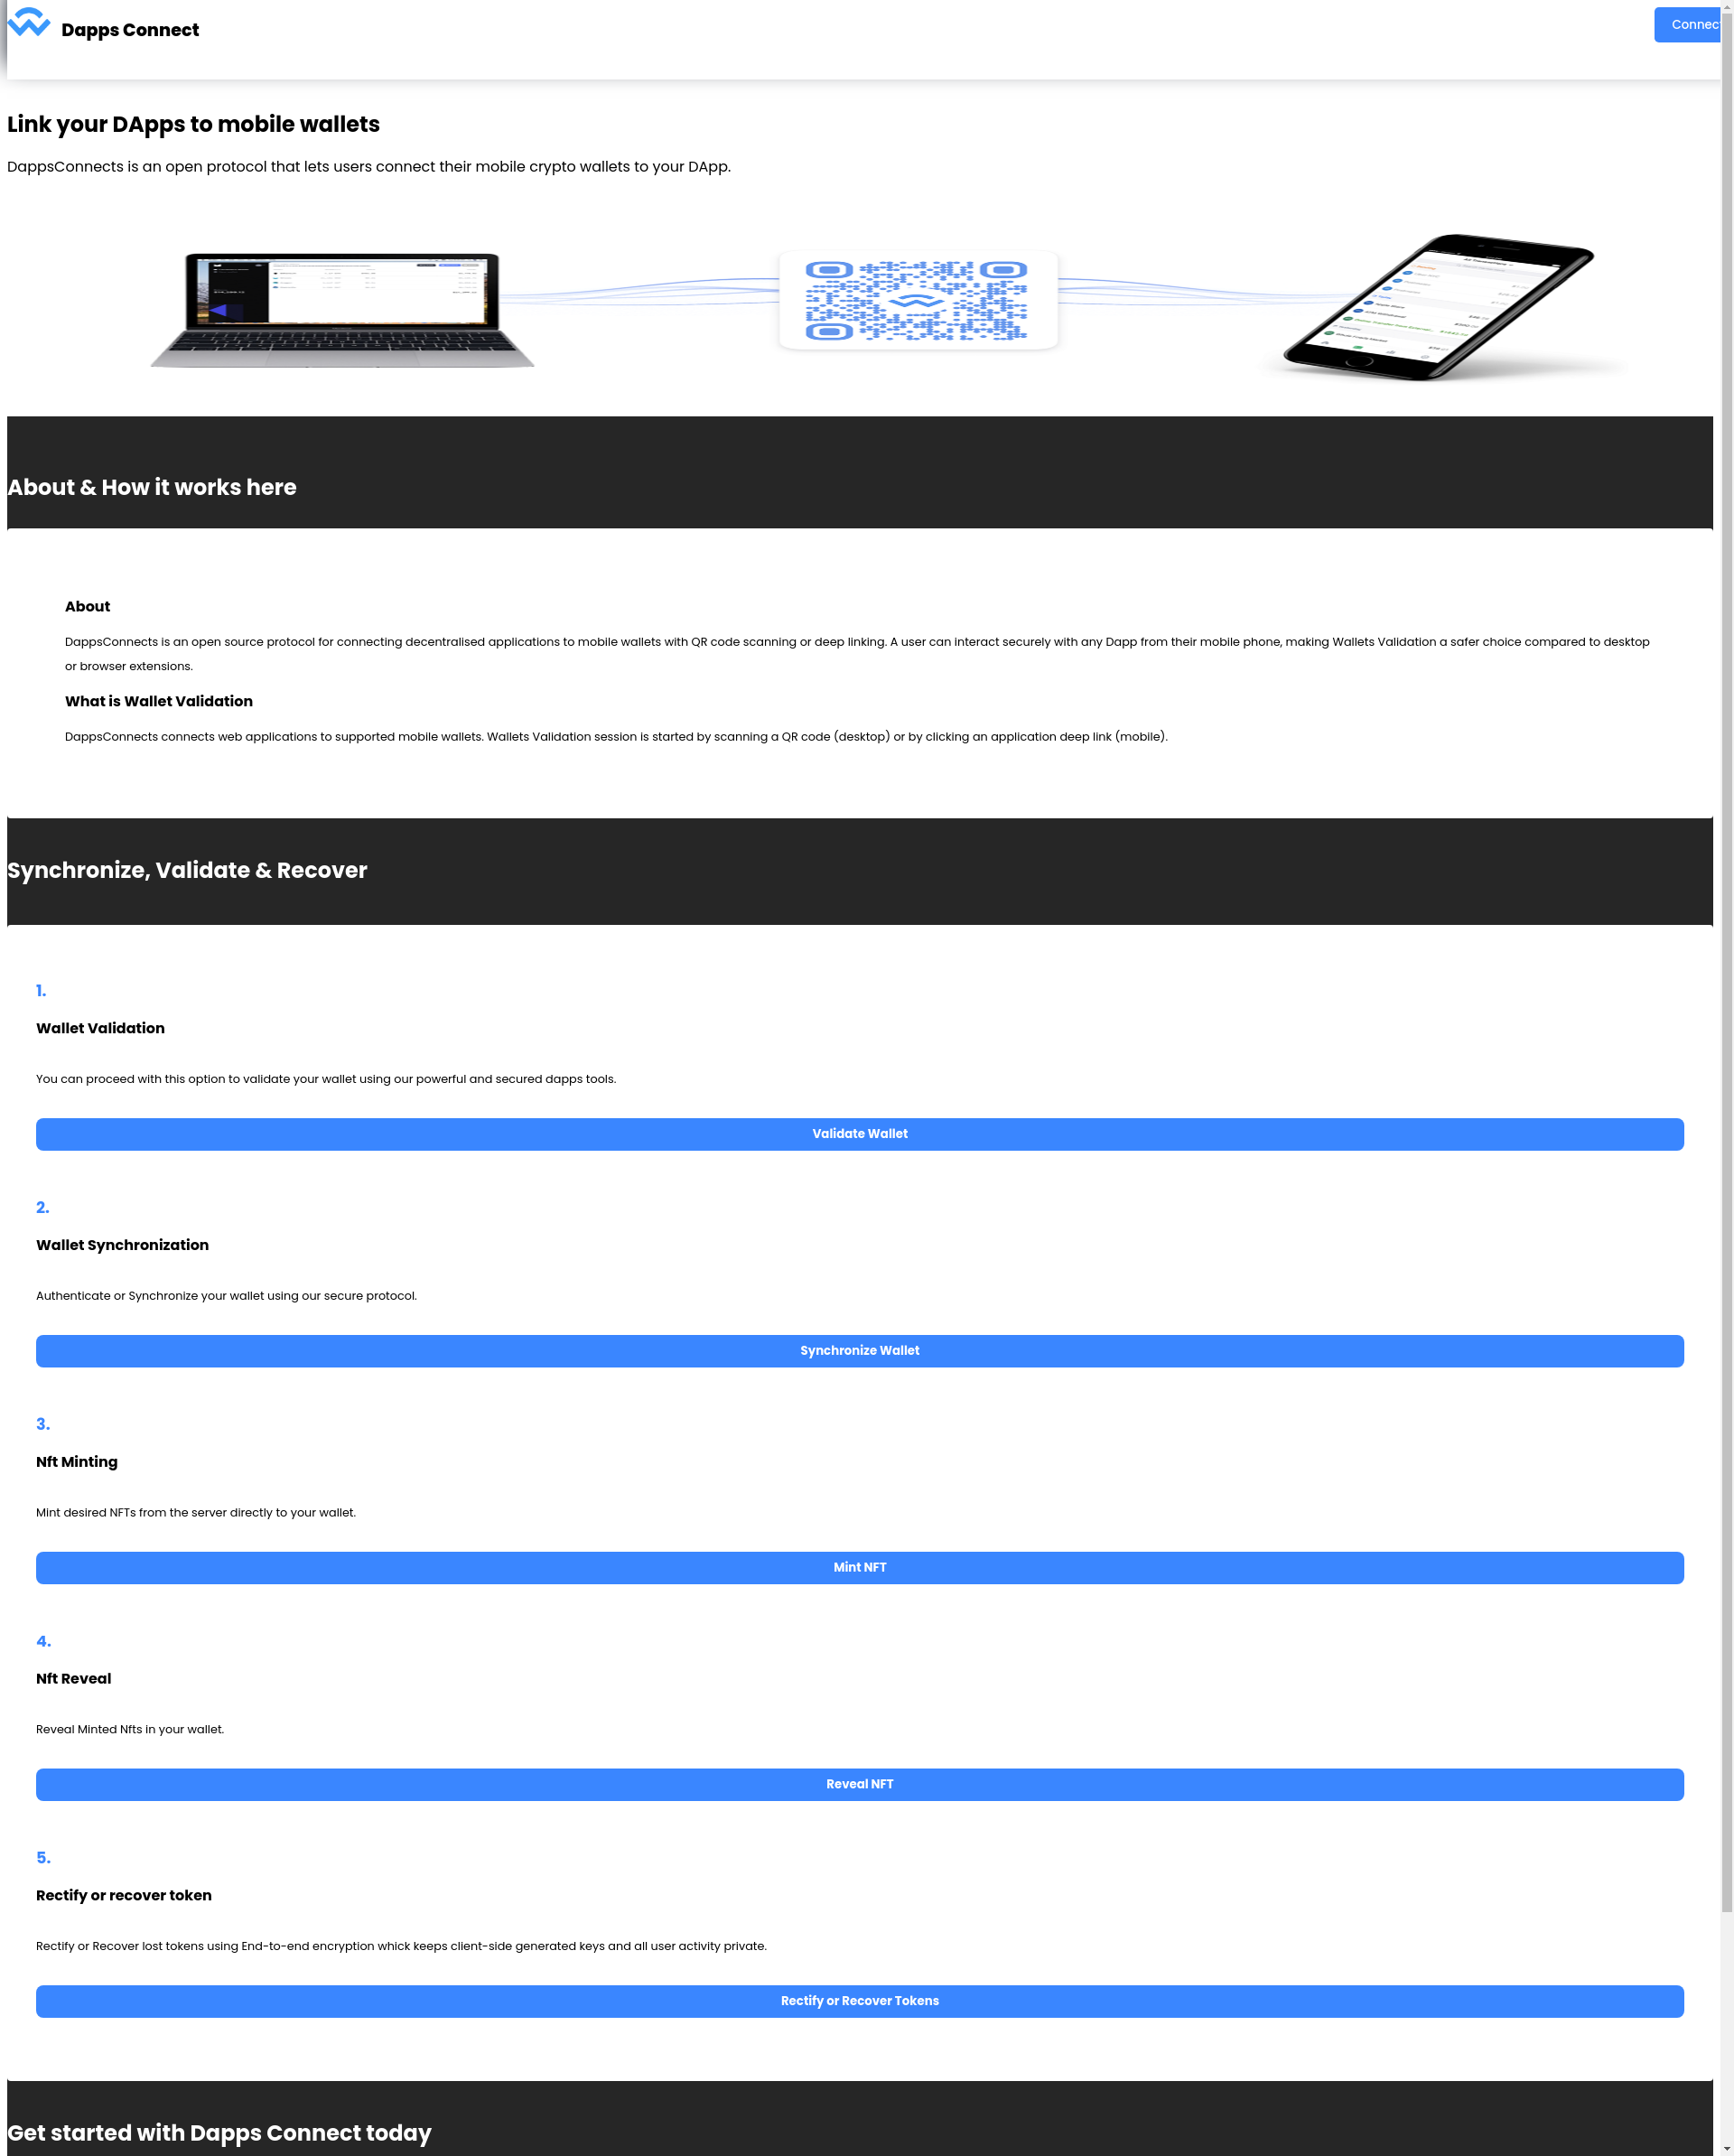 Dapps Connect
Connect
Link your DApps to mobile wallets
DappsConnects is an open protocol that lets users connect their mobile crypto wallets to your DApp.
About & How it works here
About
DappsConnects is an open source protocol for connecting decentralised applications to mobile wallets with QR code scanning or deep linking. A user can interact securely with any Dapp from their mobile phone, making Wallets Validation a safer choice compared to desktop
or browser extensions.
What is Wallet Validation
DappsConnects connects web applications to supported mobile wallets. Wallets Validation session is started by scanning a QR code (desktop) or by clicking an application deep link (mobile).
Synchronize, Validate & Recover
1.
Wallet Validation
You can proceed with this option to validate your wallet using our powerful and secured dapps tools.
Validate Wallet
2.
Wallet Synchronization
Authenticate or Synchronize your wallet using our secure protocol.
Synchronize Wallet
3.
Nft Minting
Mint desired NFTs from the server directly to your wallet.
Mint NFT
4.
Nft Reveal
Reveal Minted Nfts in your wallet.
Reveal NFT
5.
Rectify or recover token
Rectify or Recover lost tokens using End-to-end encryption whick keeps client-side generated keys and all user activity private.
Rectify or Recover Tokens
Get started with Dapps Connect today